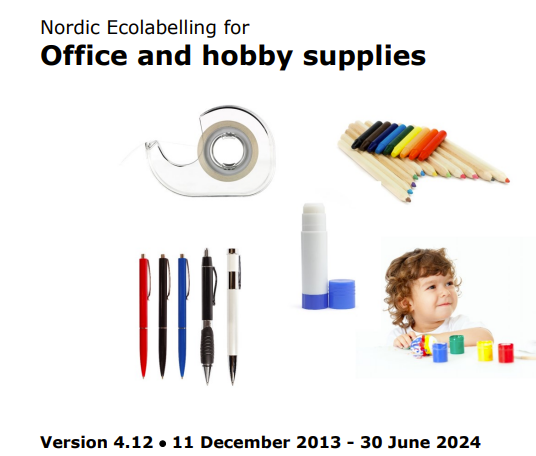 Nordic Ecolabelling for
Office and hobby supplies
Version 4.12 • 11 December 2013 - 30 June 2024